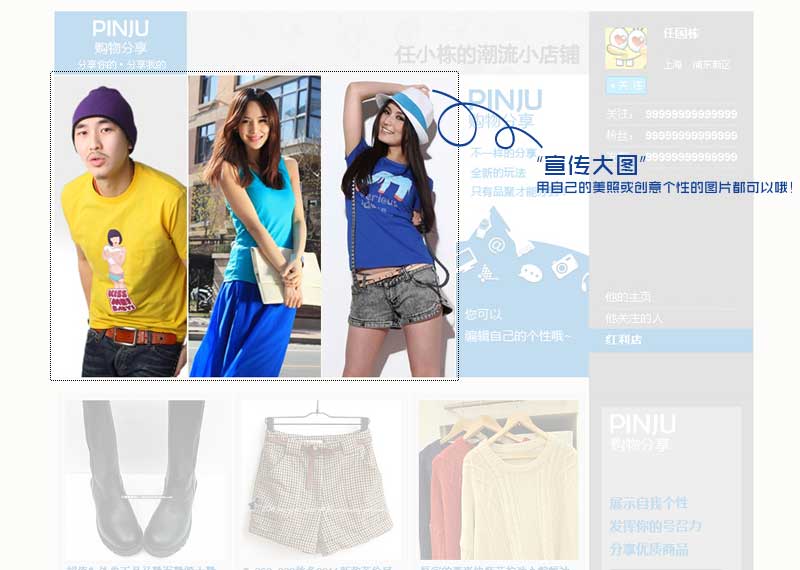 PINJU
购物分享
分享你的·分享我的
任小栋的潮流小店铺
任园栋
上海 浦东新区
+关注
关注： 99999999999999
粉丝： 99999999999999
99999999999999
PINJU
购物分享
不一样的分享
全新的玩法
只有品聚才能
“宣传大图”
用自己的美照或创意个性的图片都可以哦！
KISS
ME!
BABY!
您可以
编辑自己的个性哦~
他的主页
他关注的人
红利店
PINJU
购物分享
展示自我个性
发挥你的号召力
分享优质商品